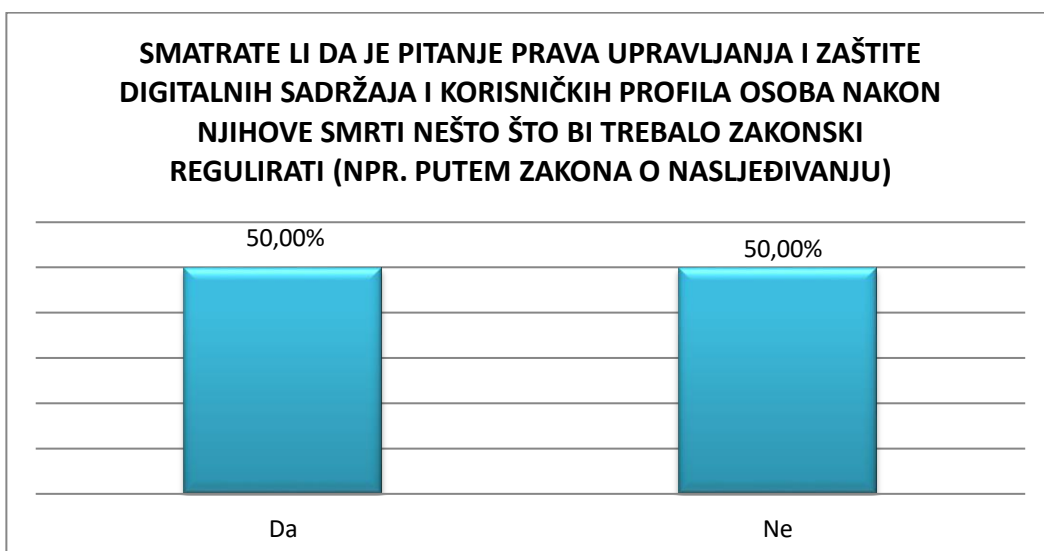 SMATRATE LI DA JE PITANJE PRAVA UPRAVLJANJA I ZAŠTITE
DIGITALNIH SADRŽAJA I KORISNIČKIH PROFILA OSOBA NAKON
NJIHOVE SMRTI NEŠTO ŠTO BI TREBALO ZAKONSKI
REGULIRATI (NPR. PUTEM ZAKONA O NASLJEĐIVANJU)
50,00% 50,00%
Da Ne